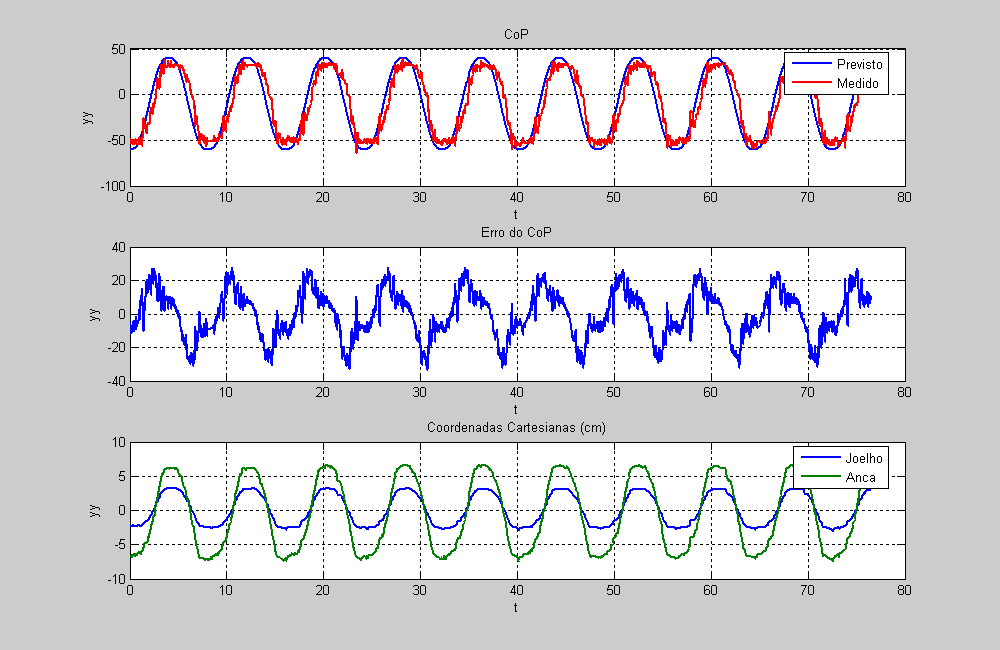 CoP
50
0
-50
-100
yy
Previsto
Medido
0 10 20 30 40 50 60 70 80
t
Erro do CoP
40
20
0
-20
-40
yy
0 10 20 30 40 50 60 70 80
t
Coordenadas Cartesianas (cm)
10
5
0
-5
-10
yy
Joelho
Anca
0 10 20 30 40 50 60 70 80
t